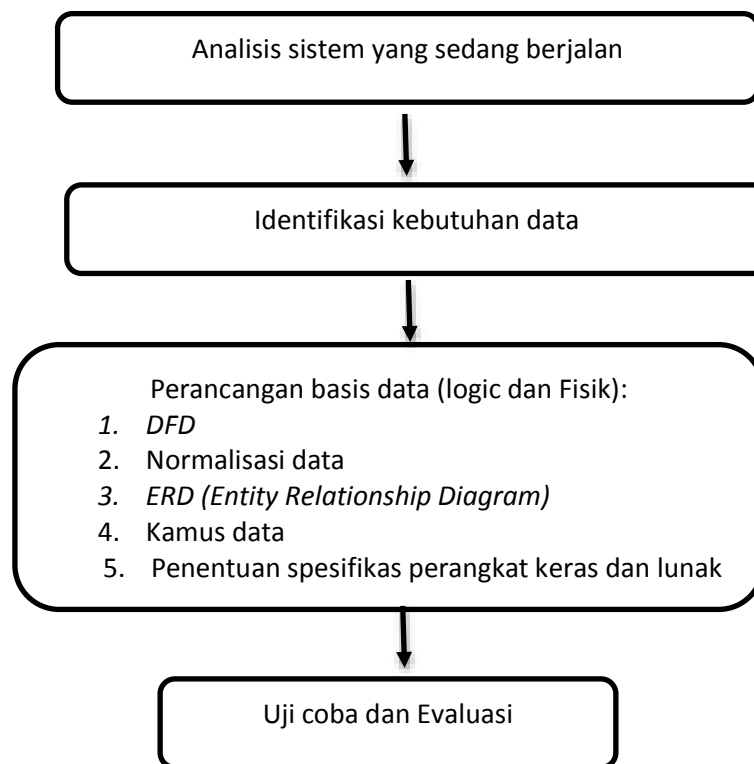 Analisis sistem yang sedang berjalan
Identifikasi kebutuhan data
Perancangan basis data (logic dan Fisik):
1. DFD
2. Normalisasi data
3. ERD (Entity Relationship Diagram)
4. Kamus data
5. Penentuan spesifikas perangkat keras dan lunak
Uji coba dan Evaluasi